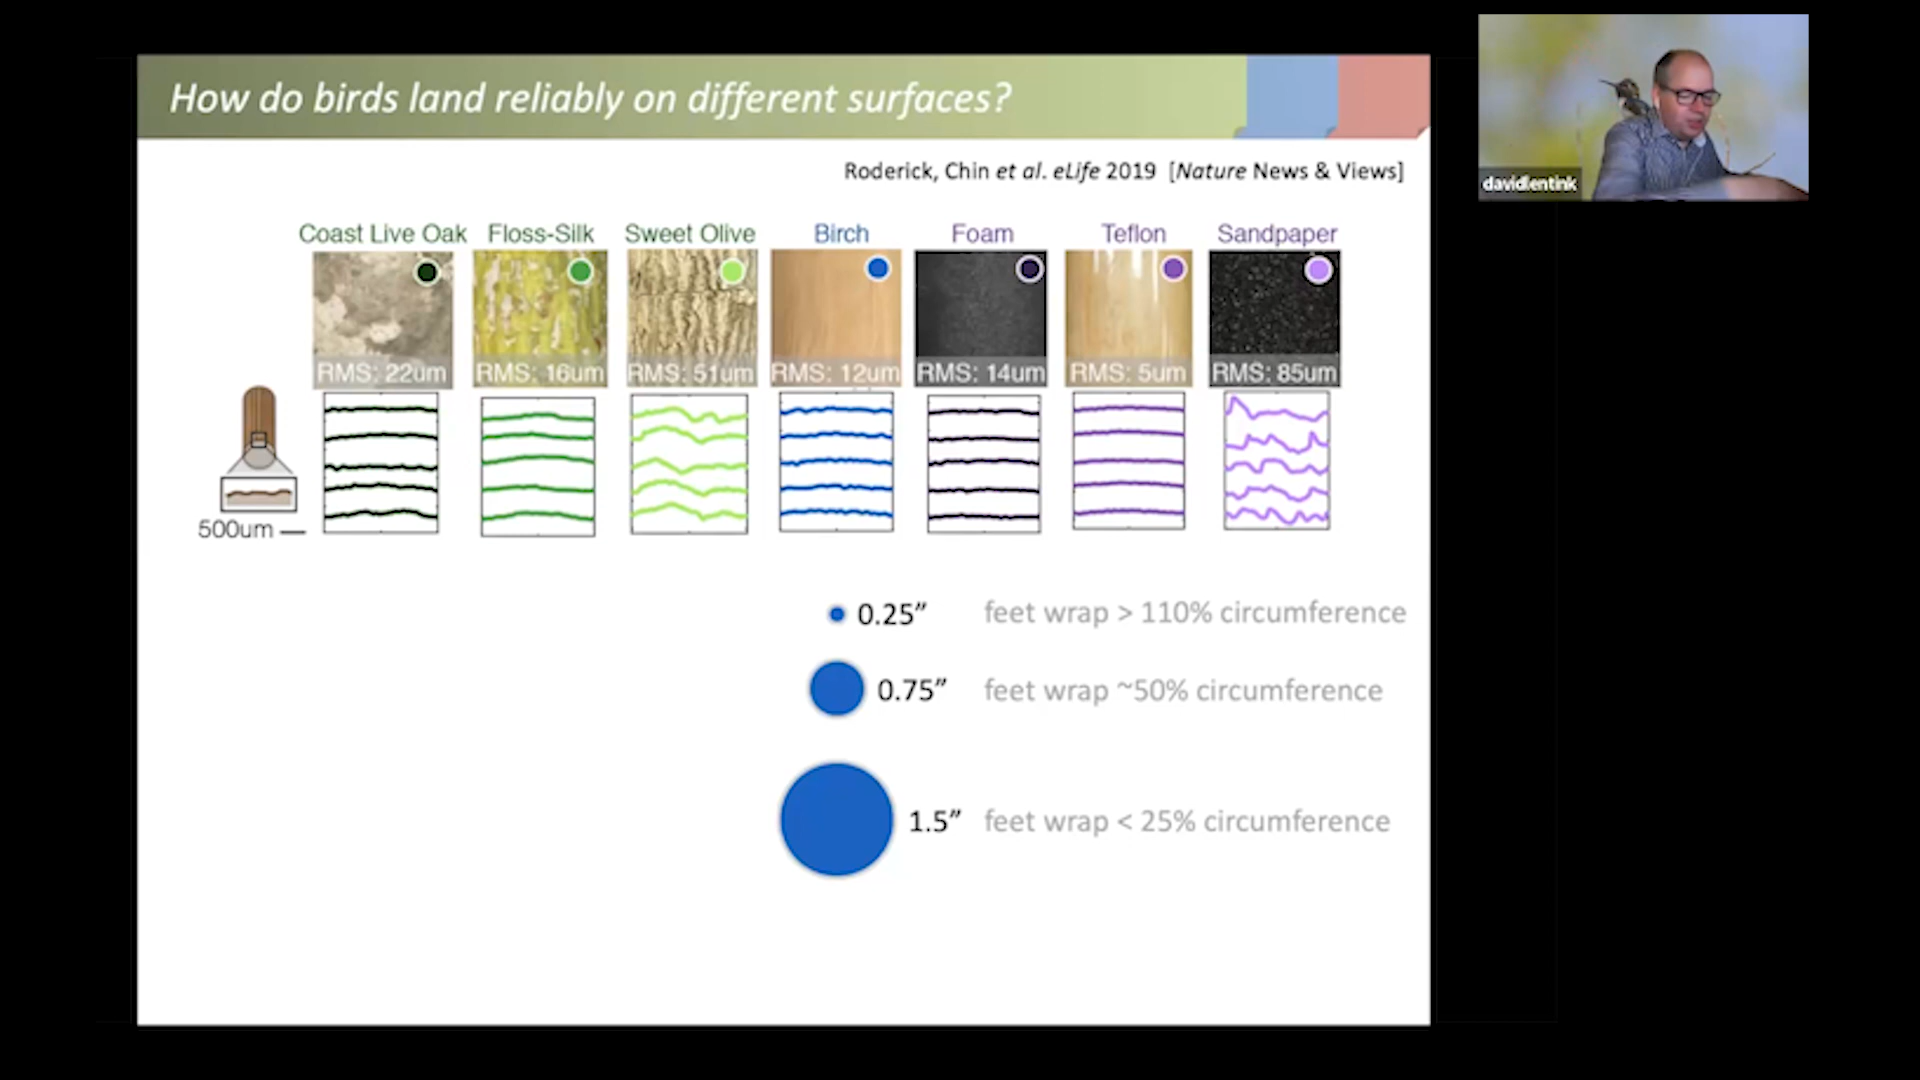 How do birds land reliably on different surfaces?
davidlentink
Roderick, Chin et al. eLife 2019 [Nature News & Views]
Coast Live Oak Floss-Silk Sweet Olive Birch Foam Teflon Sandpaper
RMS: 22um RMS: 16um RMS: 51um RMS: 12um RMS: 14um RMS: 5um RMS: 85um
500um
0.25” feet wrap > 110% circumference
0.75” feet wrap ~50% circumference
1.5” feet wrap < 25% circumference